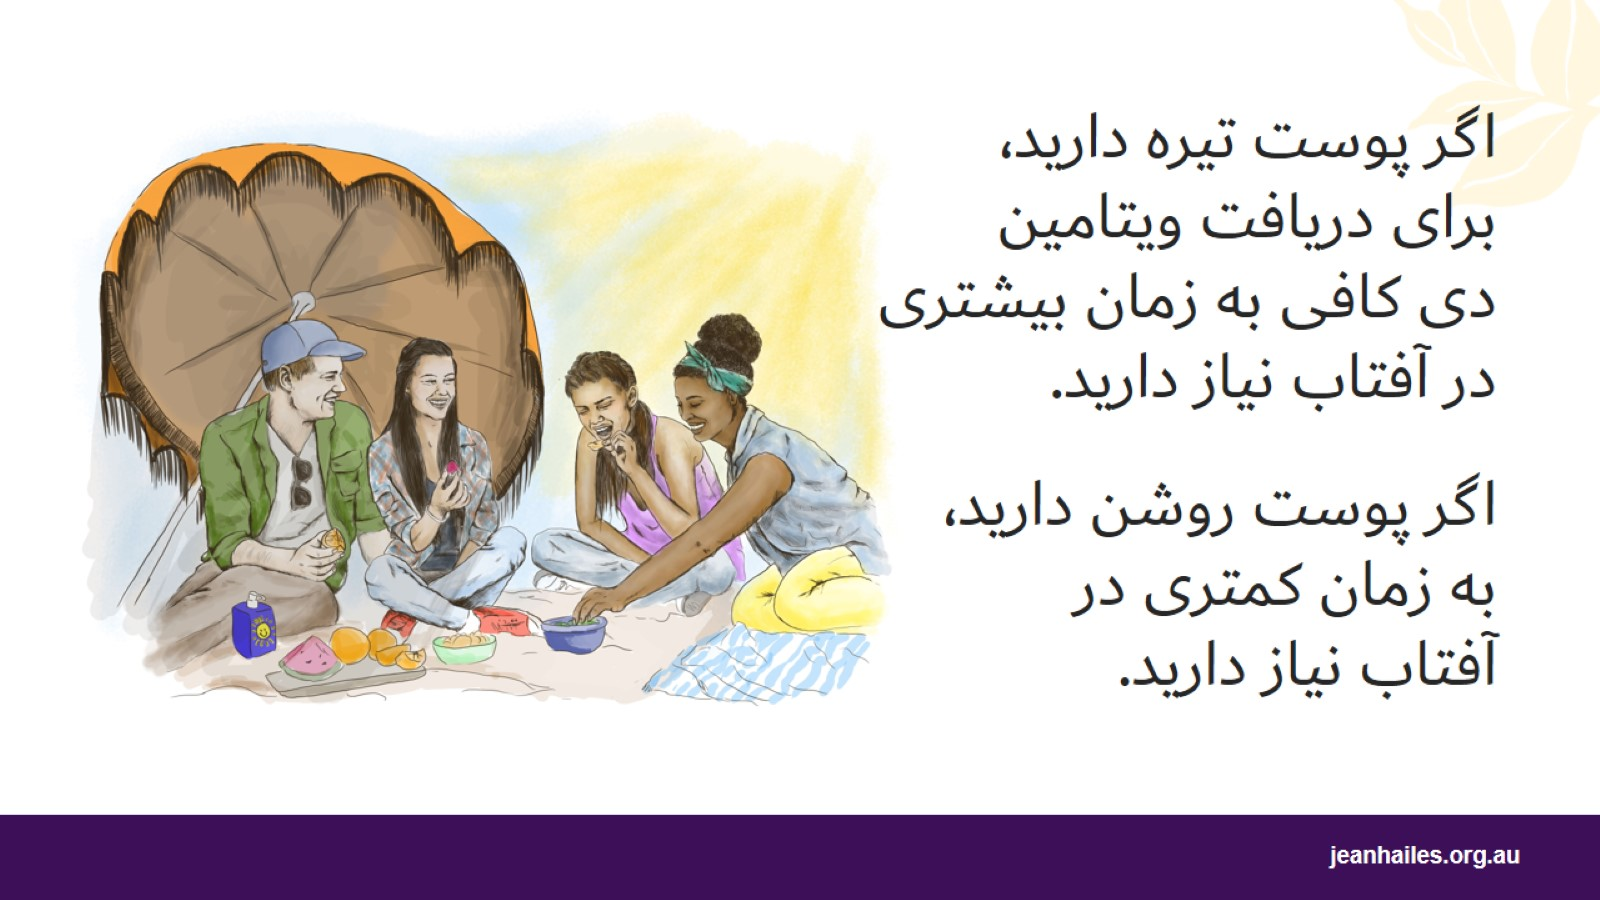 اگر پوست تیره دارید،
برای دریافت ویتامین
دی کافی به زمان بیشتری
در آفتاب نیاز دارید.
اگر پوست روشن دارید،
به زمان کمتری در
آفتاب نیاز دارید.
jeanhailes.org.au